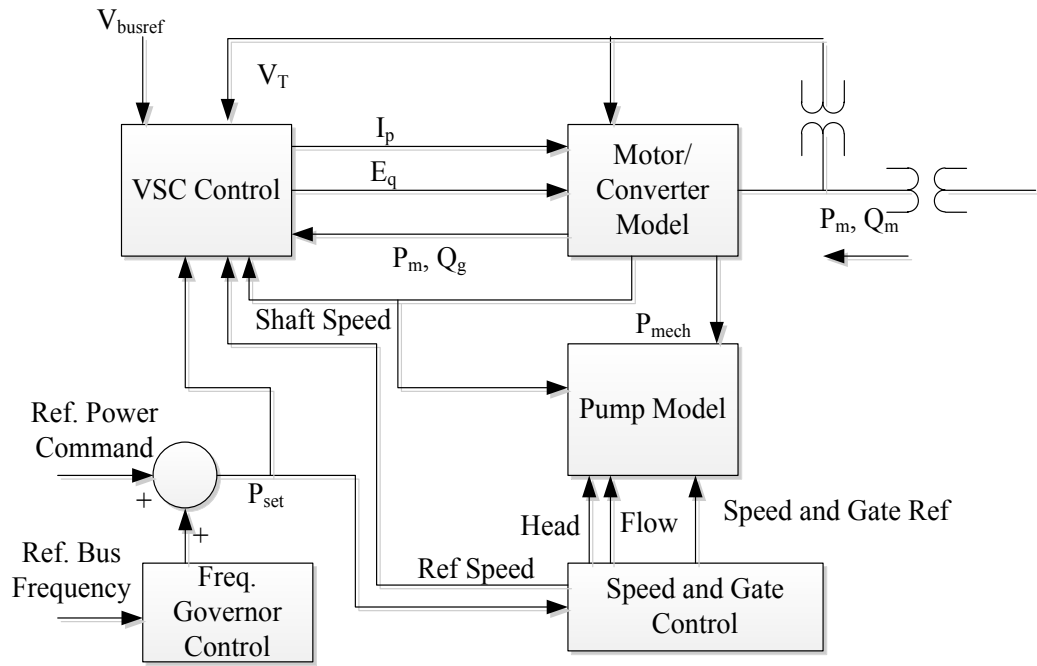 V_busref
V_T
I_p
E_q
VSC Control
Motor/
Converter
Model
P_m, Q_m
P_m, Q_g
Shaft Speed
P_mech
Pump Model
Ref. Power
Command
+
+
P_set
Head
Flow
Speed and Gate Ref
Ref. Bus
Frequency
Ref Speed
Freq.
Governor
Control
Speed and Gate
Control